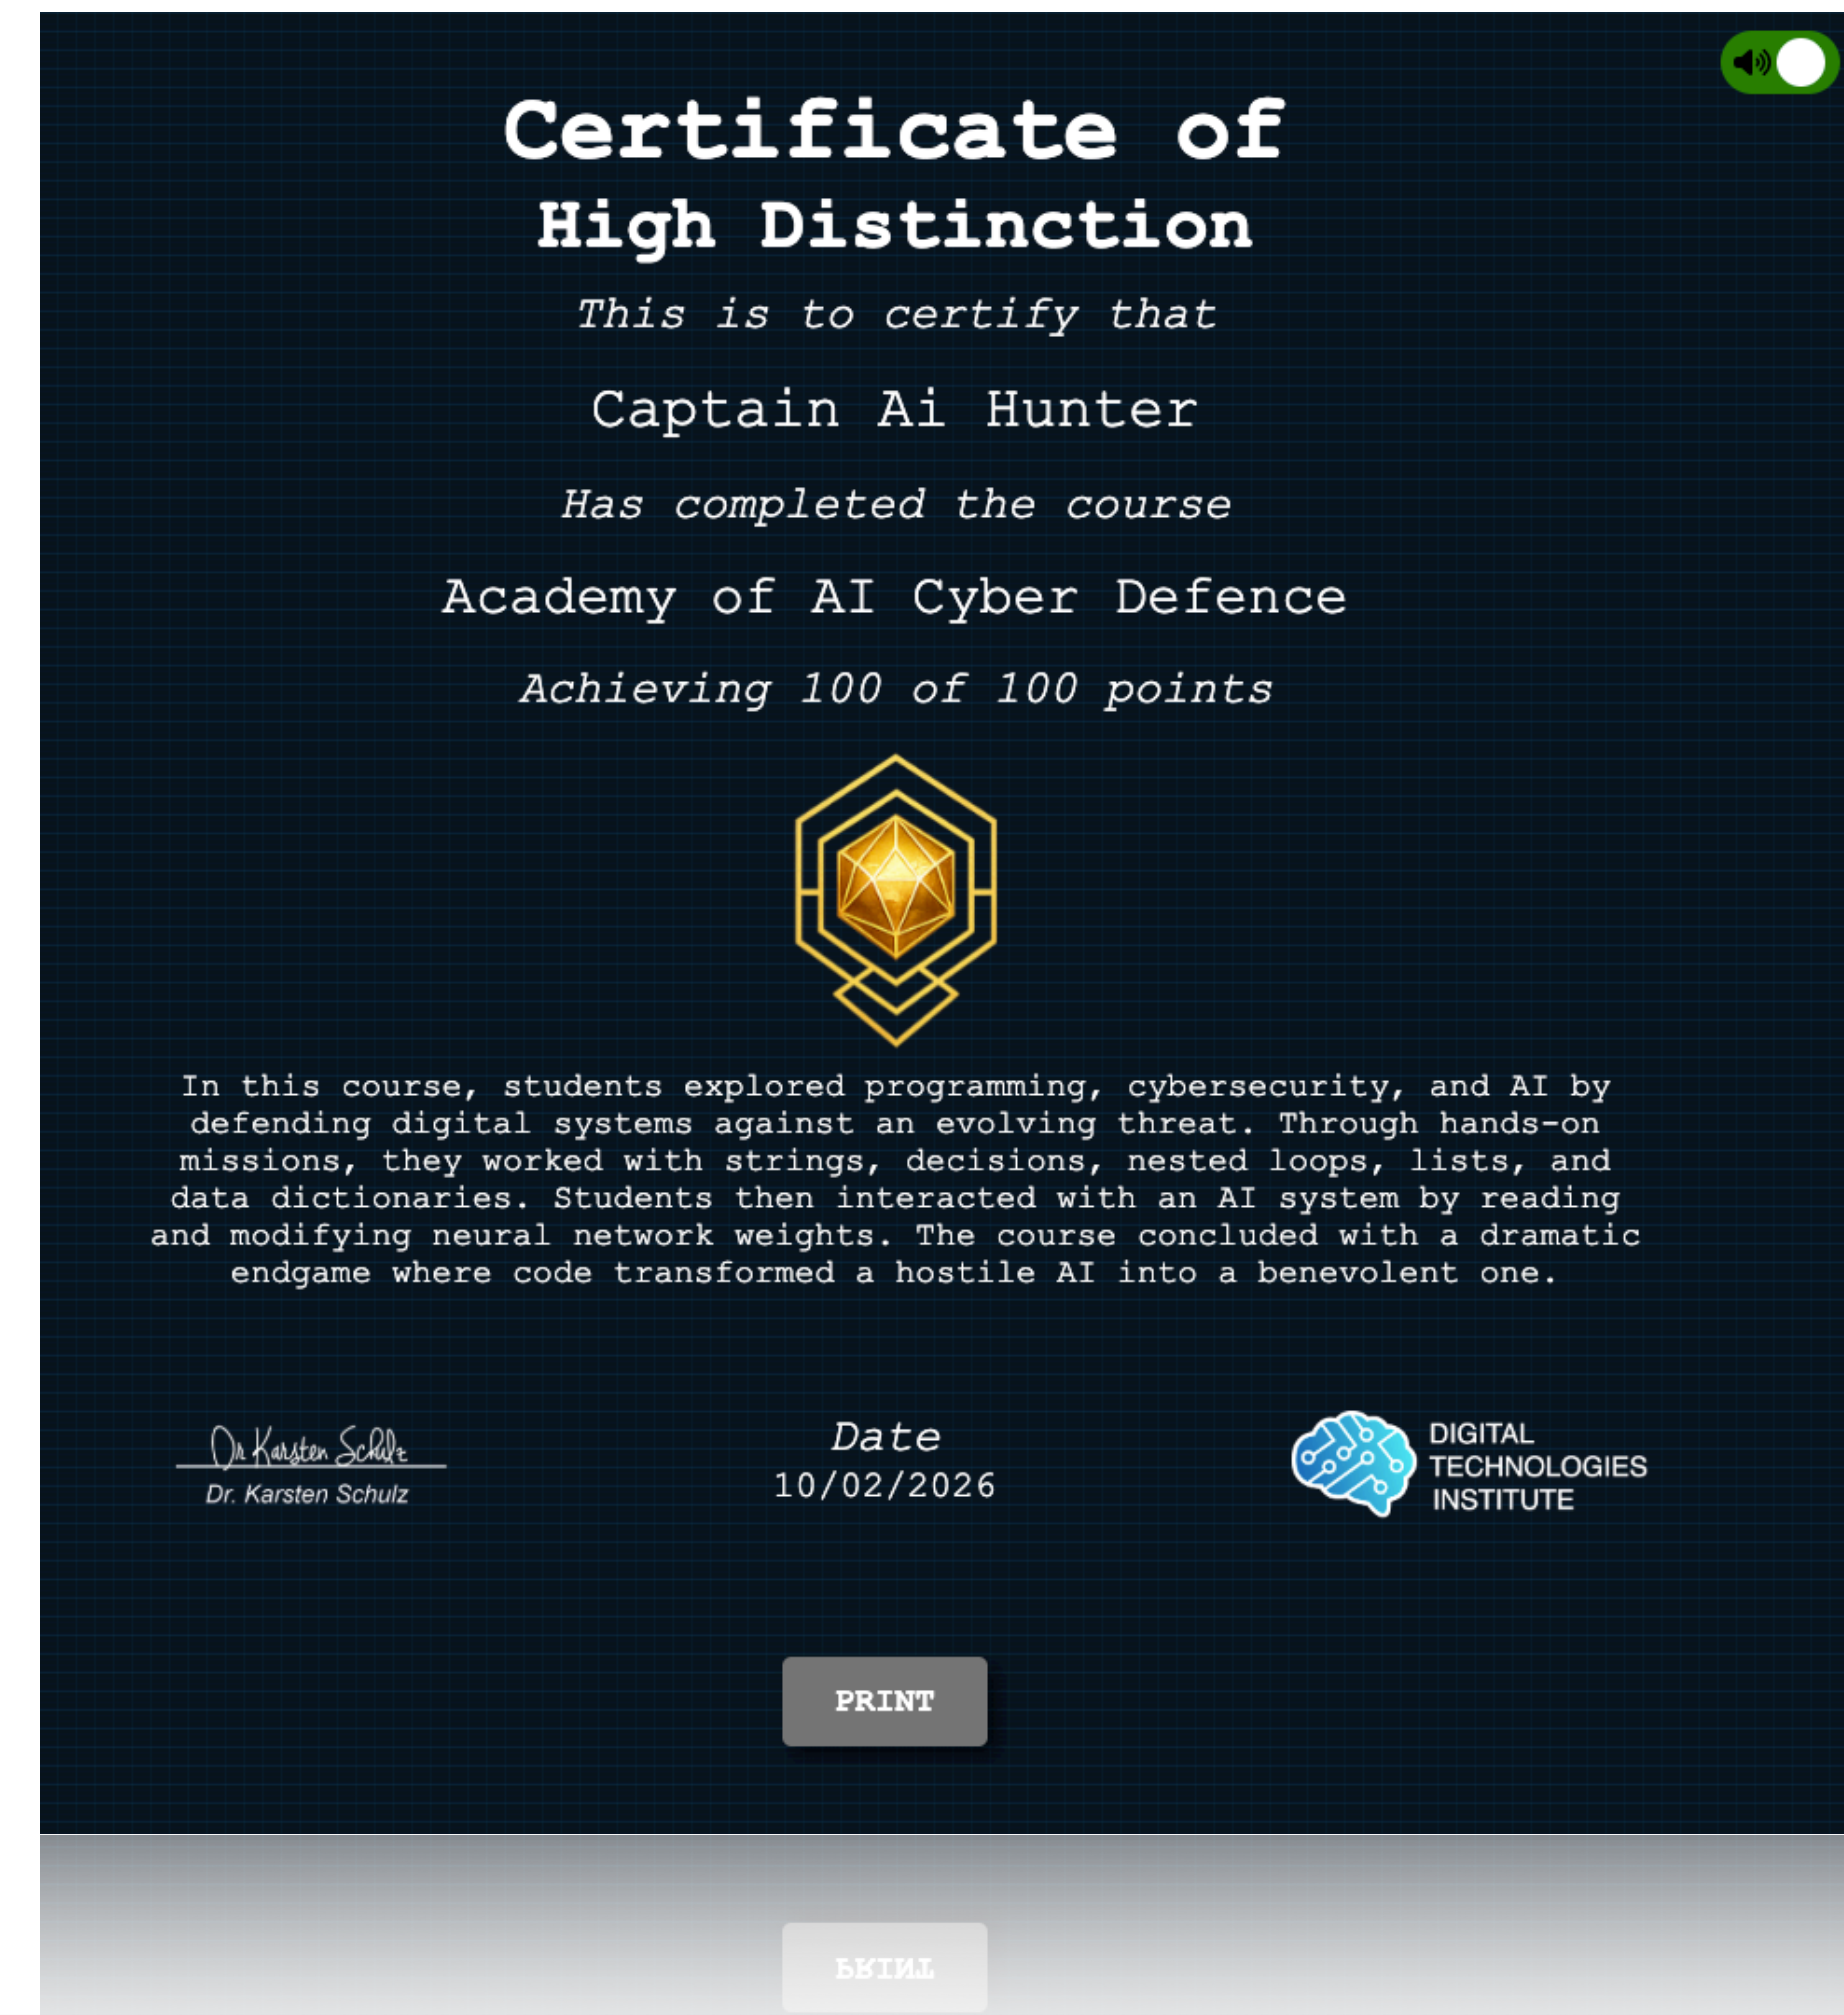 Certificate of
High Distinction
This is to certify that
Captain Ai Hunter
Has completed the course
Academy of AI Cyber Defence
Achieving 100 of 100 points
In this course, students explored programming, cybersecurity, and AI by
defending digital systems against an evolving threat. Through hands-on
missions, they worked with strings, decisions, nested loops, lists, and
data dictionaries. Students then interacted with an AI system by reading
and modifying neural network weights. The course concluded with a dramatic
endgame where code transformed a hostile AI into a benevolent one.
Dr Karsten Schulz
Dr. Karsten Schulz
Date
10/02/2026
DIGITAL
TECHNOLOGIES
INSTITUTE
PRINT
PRINT